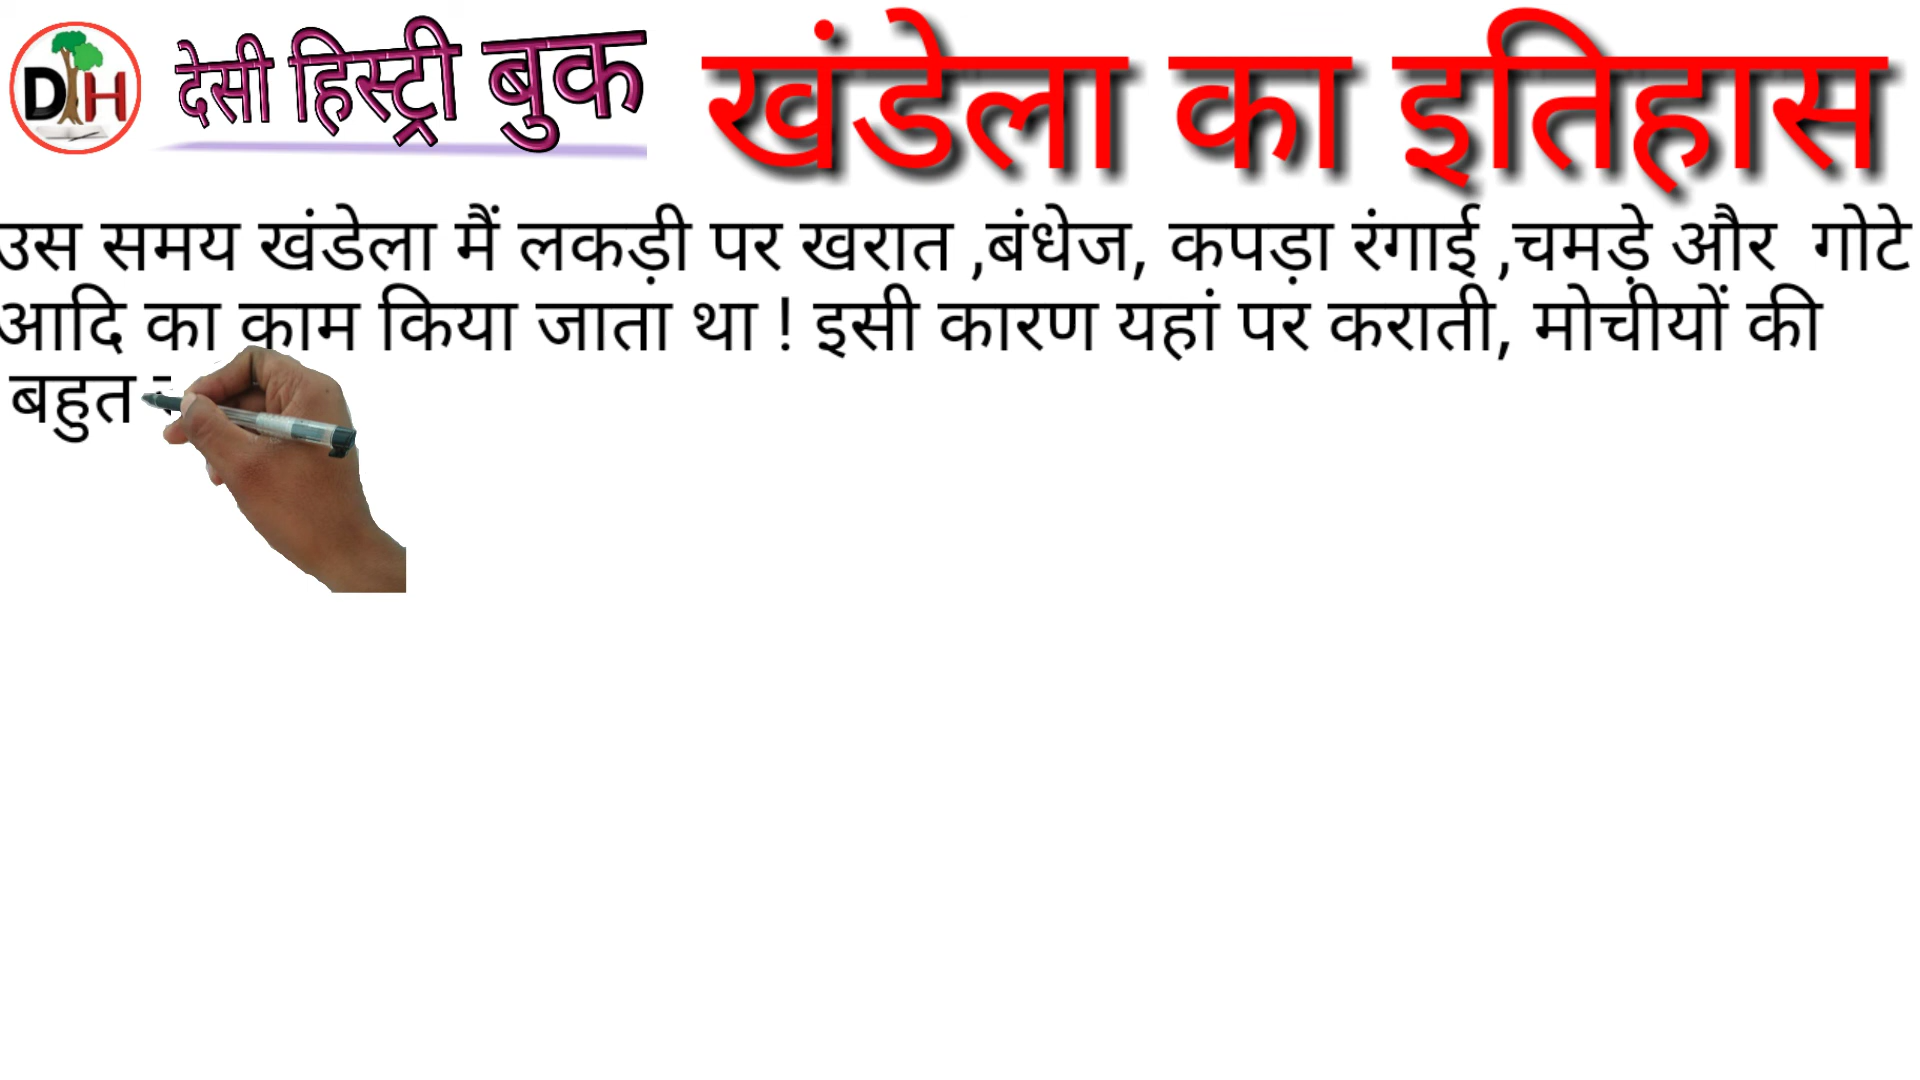 DH
देसी हिस्ट्री बुक
खंडेला का इतिहास
उस समय खंडेला मैं लकड़ी पर खरात ,बंधेज, कपड़ा रंगाई ,चमड़े और  गोटे
आदि का काम किया जाता था ! इसी कारण यहां पर कराती, मोचीयों की
बहुत